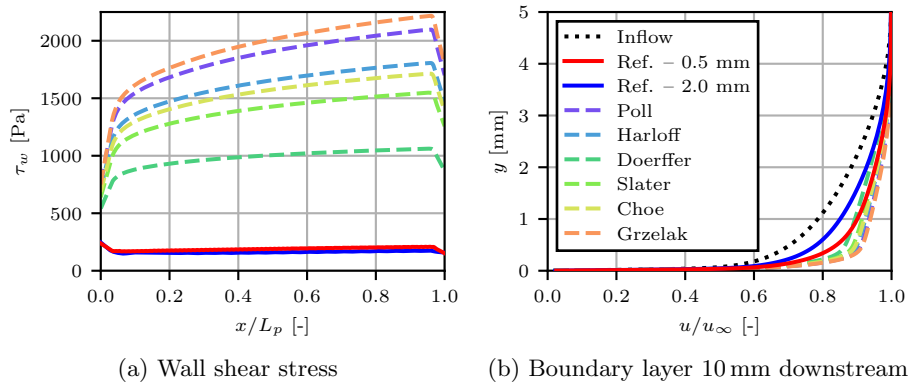 2000
1500
1000
500
0
τw [Pa]
0.0 0.2 0.4 0.6 0.8 1.0
x/Lp [-]
(a) Wall shear stress
5
4
3
2
1
0
y [mm]
Inflow
Ref. – 0.5 mm
Ref. – 2.0 mm
Poll
Harloff
Doerffer
Slater
Choe
Grzelak
0.0 0.2 0.4 0.6 0.8 1.0
u/u∞ [-]
(b) Boundary layer 10 mm downstream